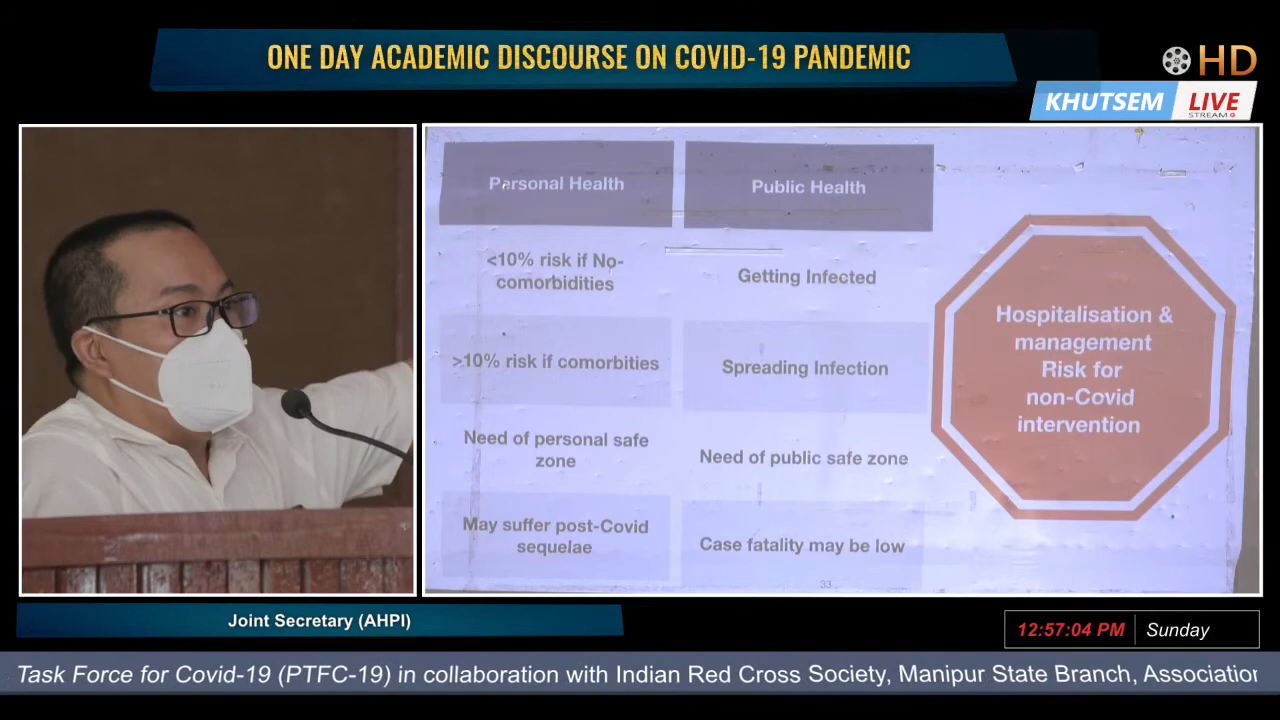 ONE DAY ACADEMIC DISCOURSE ON COVID-19 PANDEMIC
HD
KHUTSEM LIVE
STREAM
Personal Health
Public Health
<10% risk if No-
comorbidities
Getting Infected
>10% risk if comorbities
Spreading Infection
Need of personal safe
zone
Need of public safe zone
May suffer post-Covid
sequelae
Case fatality may be low
33
Hospitalisation &
management
Risk for
non-Covid
intervention
Joint Secretary (AHPI)
12:57:04 PM
Sunday
Task Force for Covid-19 (PTFC-19) in collaboration with Indian Red Cross Society, Manipur State Branch, Association